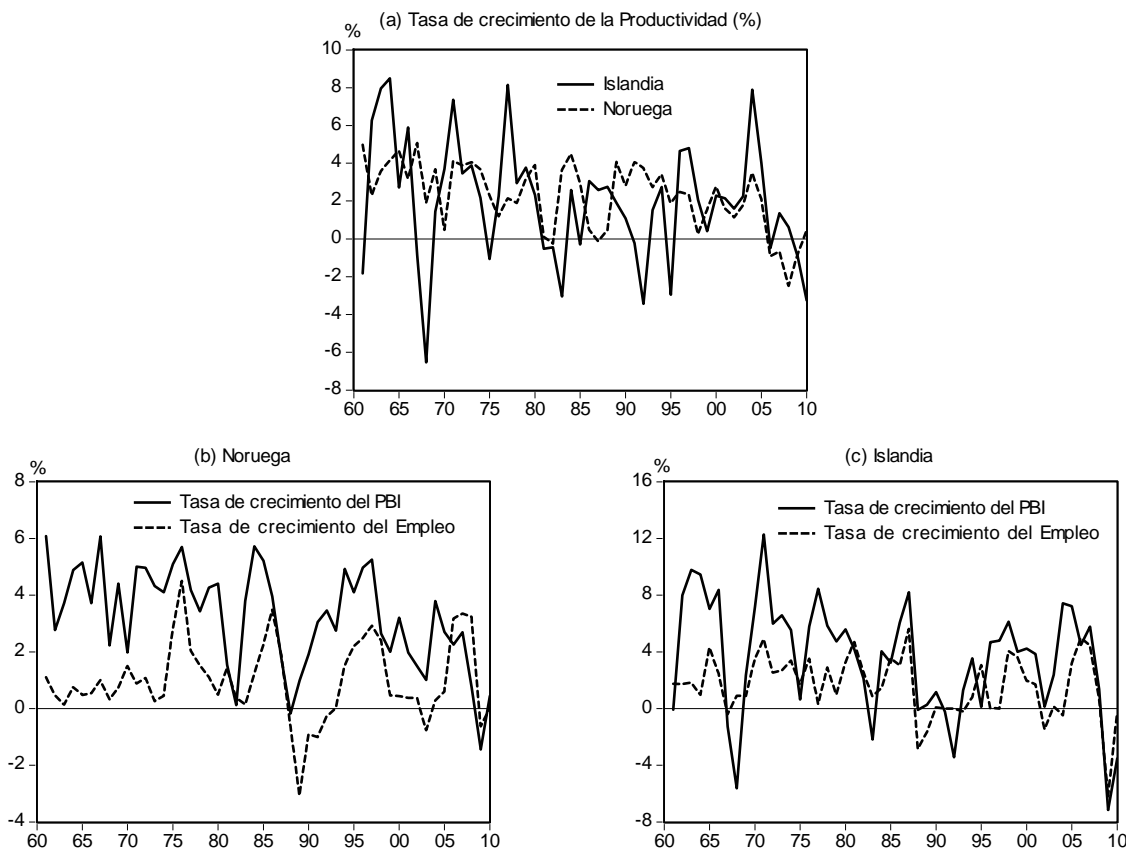 (a) Tasa de crecimiento de la Productividad (%)
%
10
8
6
4
2
0
-2
-4
-6
-8
Islandia
Noruega
60 65 70 75 80 85 90 95 00 05 10
(b) Noruega
%
8
6
4
2
0
-2
-4
Tasa de crecimiento del PBI
Tasa de crecimiento del Empleo
60 65 70 75 80 85 90 95 00 05 10
(c) Islandia
%
16
12
8
4
0
-4
-8
Tasa de crecimiento del PBI
Tasa de crecimiento del Empleo
60 65 70 75 80 85 90 95 00 05 10